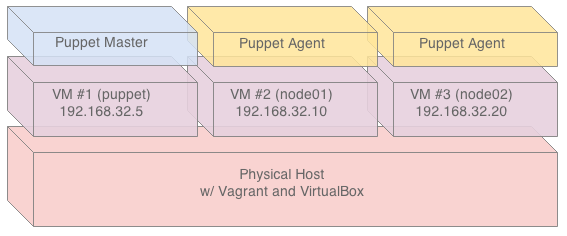 Puppet Master
Puppet Agent
Puppet Agent
VM #1 (puppet)
192.168.32.5
VM #2 (node01)
192.168.32.10
VM #3 (node02)
192.168.32.20
Physical Host
w/ Vagrant and VirtualBox